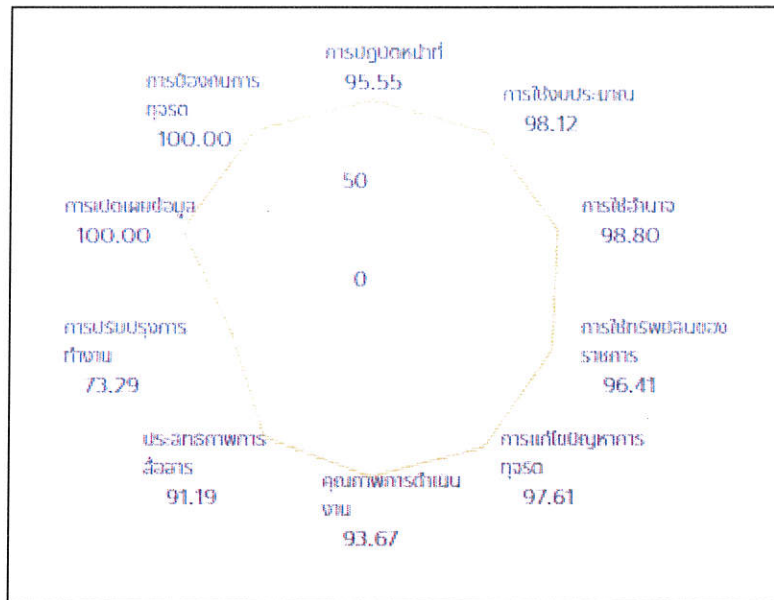 การปฏิบัติหน้าที่
95.55
การใช้งบประมาณ
98.12
การใช้อำนาจ
98.80
การใช้ทรัพย์สินของ
ราชการ
96.41
การแก้ไขปัญหาการ
ทุจริต
97.61
คุณภาพการดำเนิน
งาน
93.67
ประสิทธิภาพการ
สื่อสาร
91.19
การปรับปรุงการ
ทำงาน
73.29
การเปิดเผยข้อมูล
100.00
การป้องกันการ
ทุจริต
100.00
50
0